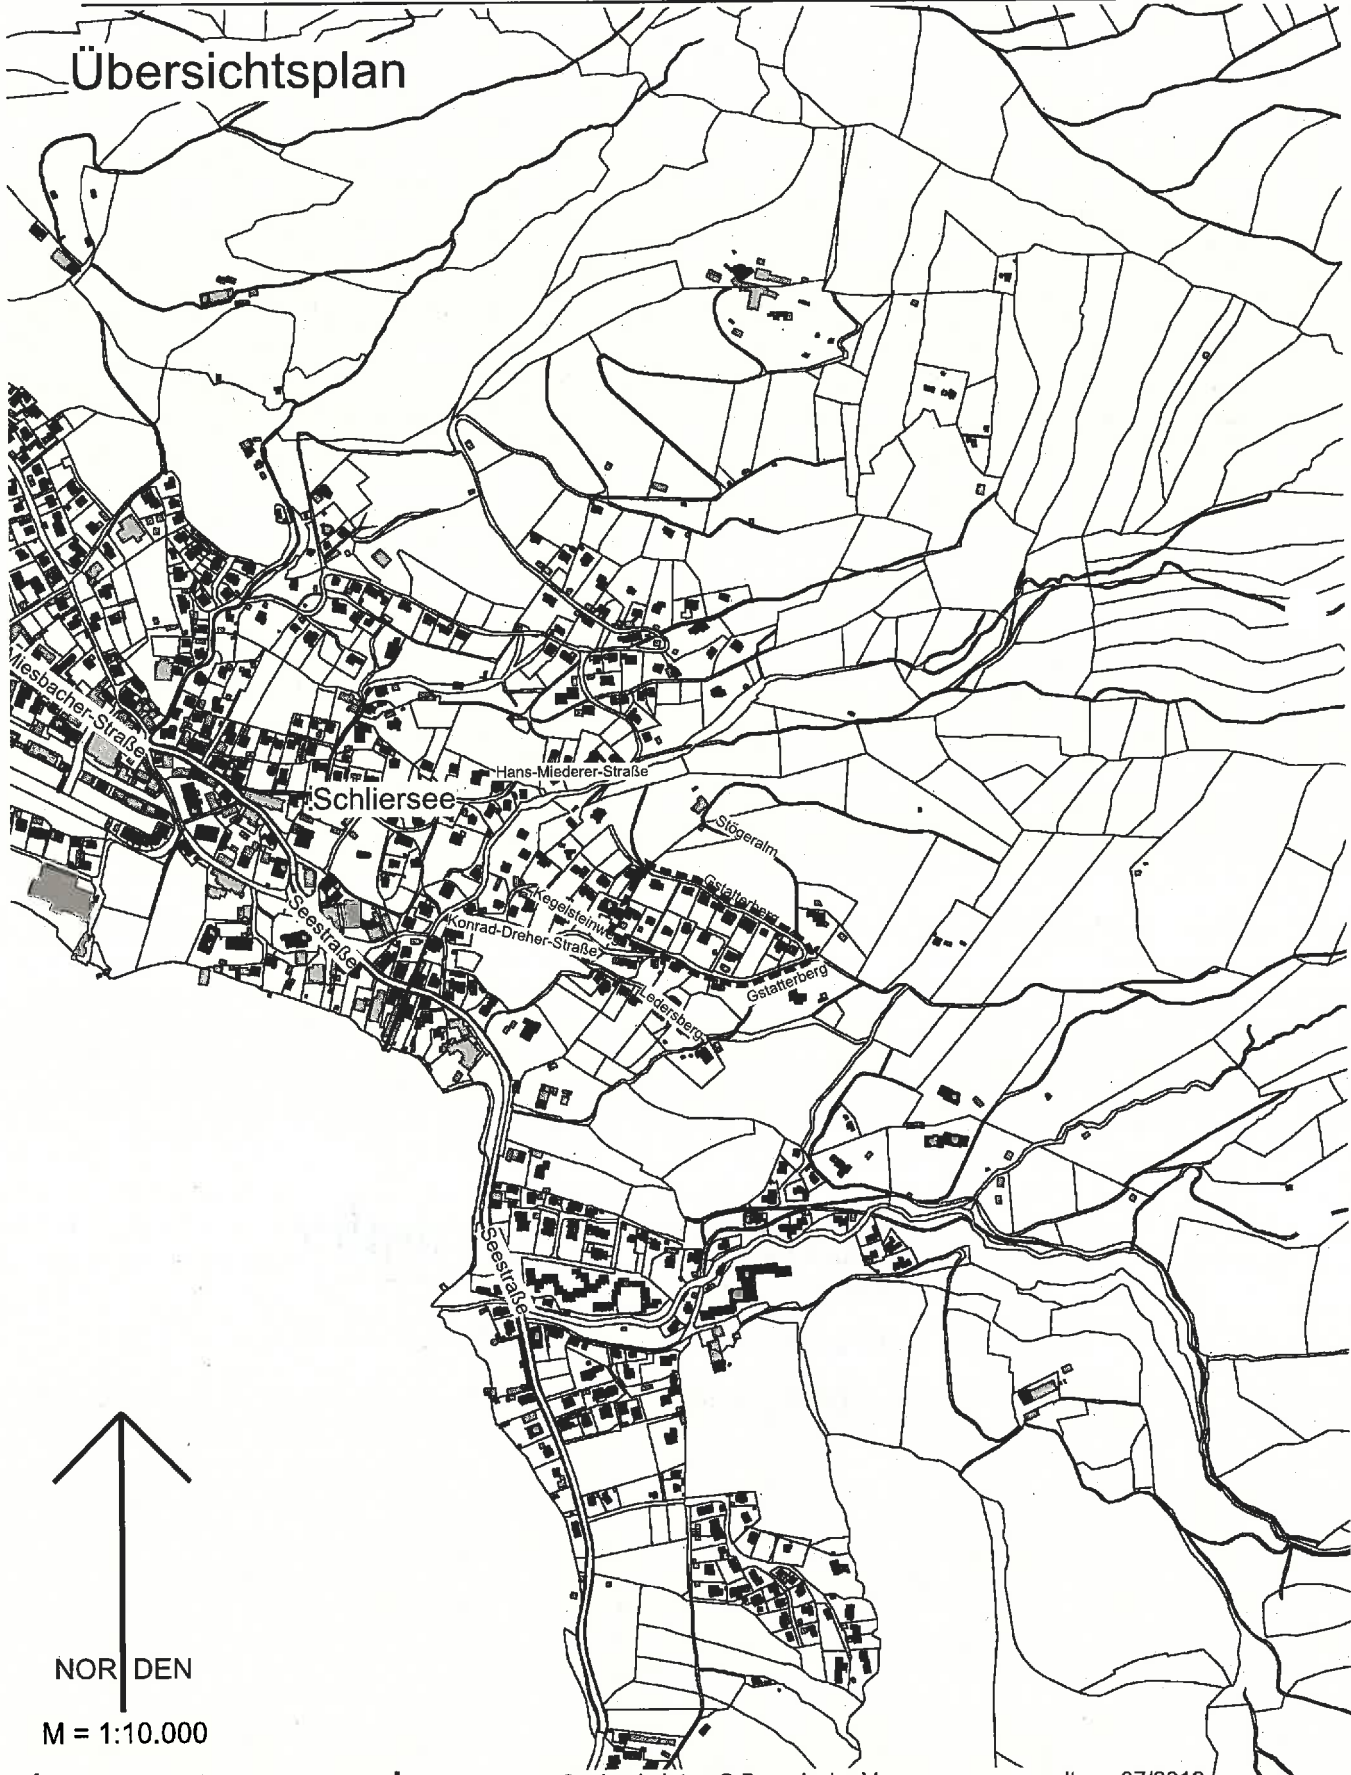 Übersichtsplan
Miesbacher-Straße
Hans-Miederer-Straße
Schliersee
Stögeralm
Gstatterberg
Kegelsteinweg
Konrad-Dreher-Straße
Seestraße
Gstatterberg
Ledersberg
Seestraße
NORDEN
M = 1:10.000